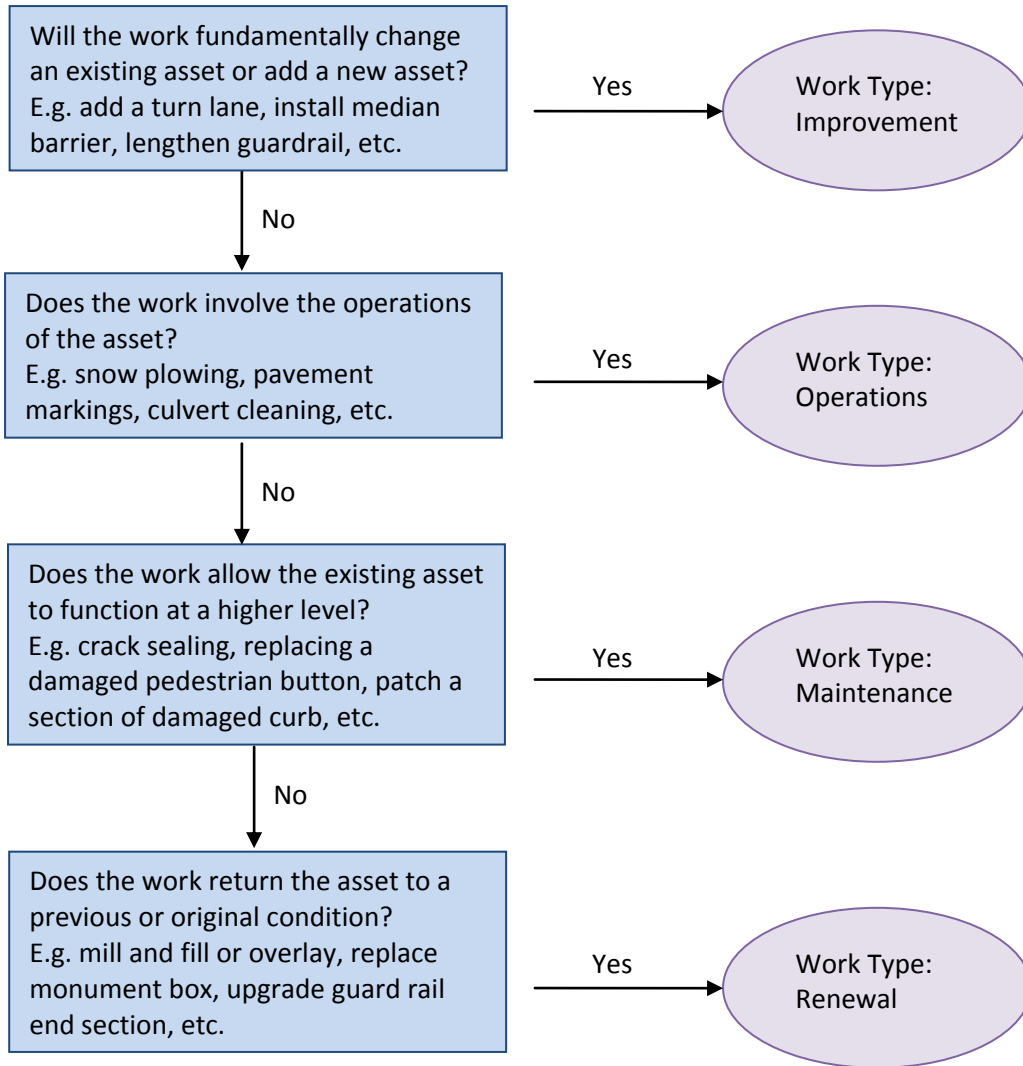 Will the work fundamentally change
an existing asset or add a new asset?
E.g. add a turn lane, install median
barrier, lengthen guardrail, etc.
Yes
Work Type:
Improvement
No
Does the work involve the operations
of the asset?
E.g. snow plowing, pavement
markings, culvert cleaning, etc.
Yes
Work Type:
Operations
No
Does the work allow the existing asset
to function at a higher level?
E.g. crack sealing, replacing a
damaged pedestrian button, patch a
section of damaged curb, etc.
Yes
Work Type:
Maintenance
No
Does the work return the asset to a
previous or original condition?
E.g. mill and fill or overlay, replace
monument box, upgrade guard rail
end section, etc.
Yes
Work Type:
Renewal